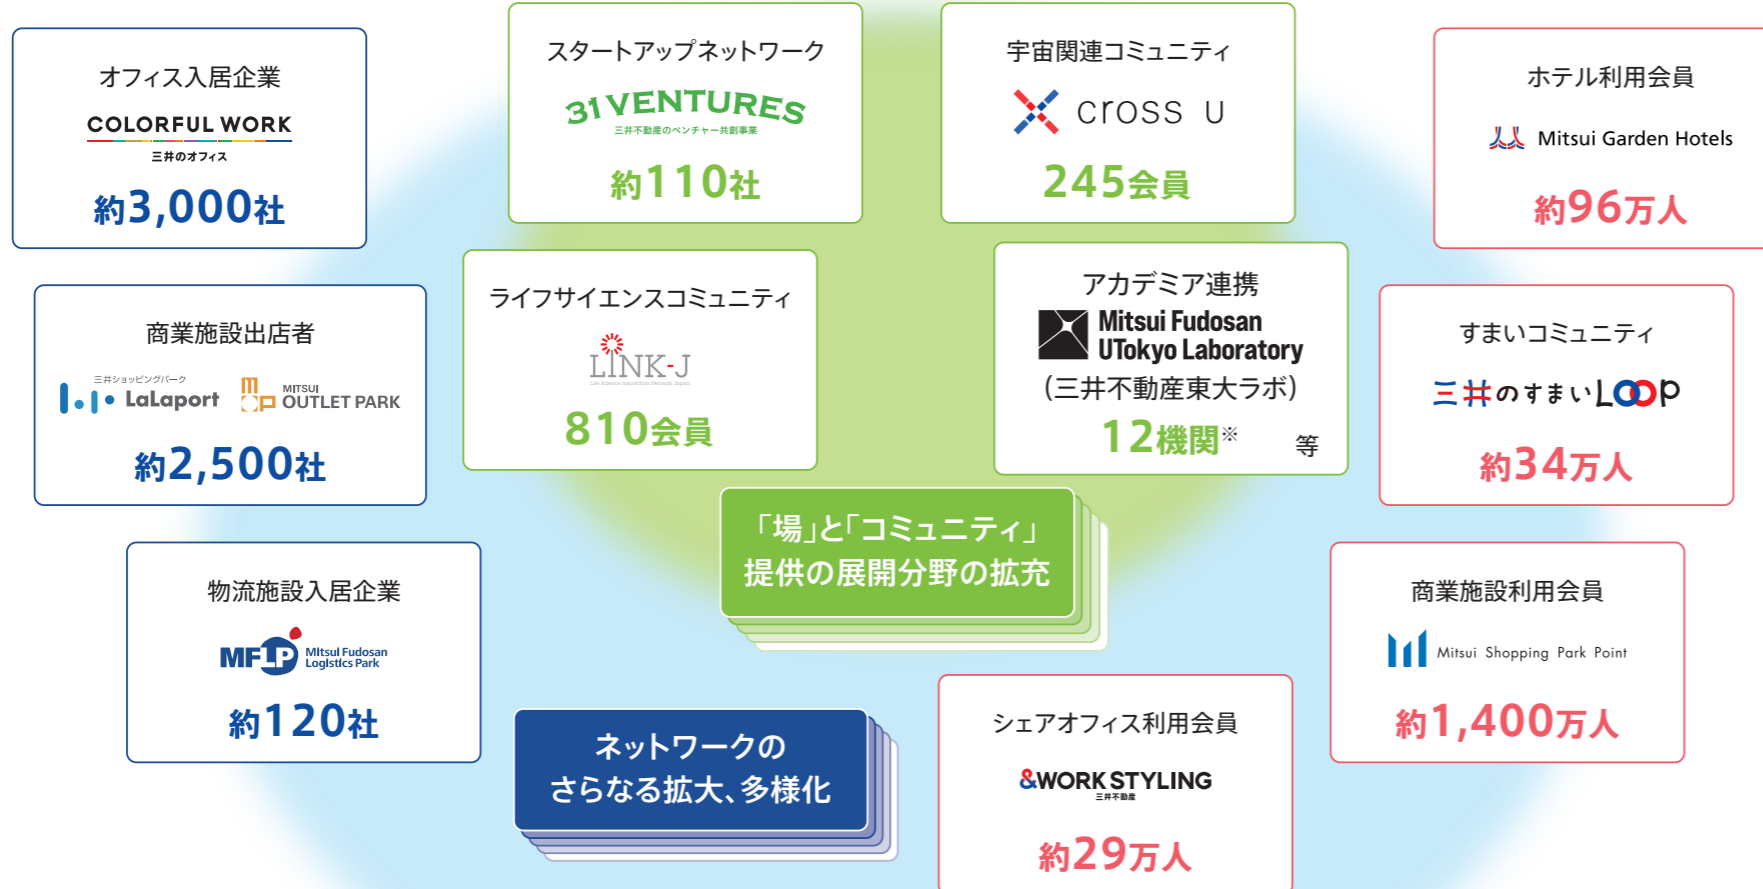 オフィス入居企業
COLORFUL WORK
三井のオフィス
約3,000社
スタートアップネットワーク
31 VENTURES
三井不動産のベンチャー共創事業
約110社
宇宙関連コミュニティ
cross U
245会員
ホテル利用会員
Mitsui Garden Hotels
約96万人
商業施設出店者
三井ショッピングパーク
LaLaport
MITSUI
OUTLET PARK
約2,500社
ライフサイエンスコミュニティ
LINK-J
Life Science Innovation Network Japan
810会員
アカデミア連携
Mitsui Fudosan
UTokyo Laboratory
(三井不動産東大ラボ)
12機関※ 等
すまいコミュニティ
三井のすまいLOOP
約34万人
「場」と「コミュニティ」
提供の展開分野の拡充
物流施設入居企業
MFLP
Mitsui Fudosan
Logistics Park
約120社
ネットワークの
さらなる拡大、多様化
シェアオフィス利用会員
&WORK STYLING
三井不動産
約29万人
商業施設利用会員
Mitsui Shopping Park Point
約1,400万人